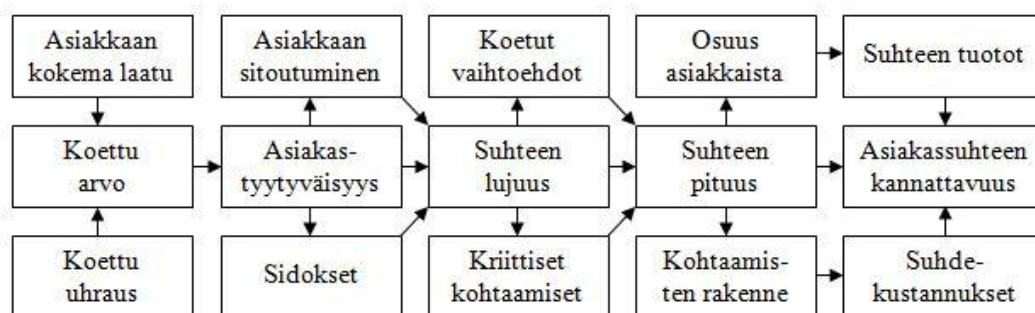 Asiakkaan
kokema laatu
Asiakkaan
sitoutuminen
Koetut
vaihtoehdot
Osuus
asiakkaista
Suhteen tuotot
Koettu
arvo
Asiakas-
tyytyväisyys
Suhteen
lujuus
Suhteen
pituus
Asiakassuhteen
kannattavuus
Koettu
uhraus
Sidokset
Kriittiset
kohtaamiset
Kohtaamis-
ten rakenne
Suhde-
kustannukset